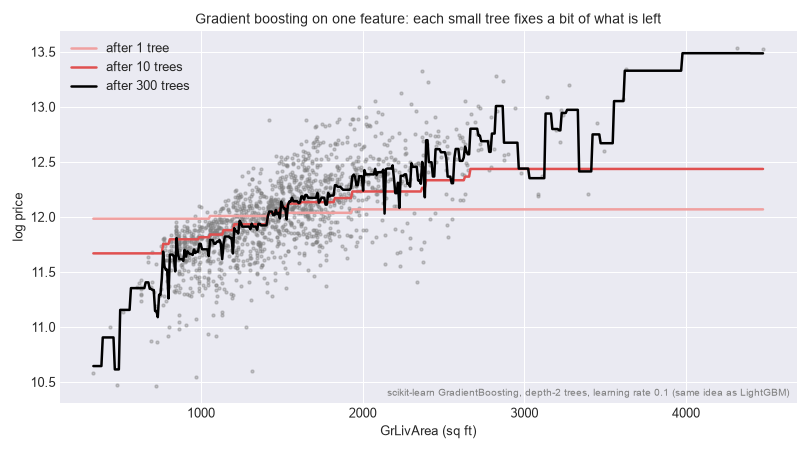 Gradient boosting on one feature: each small tree fixes a bit of what is left
after 1 tree
after 10 trees
after 300 trees
13.5
13.0
12.5
12.0
11.5
11.0
10.5
log price
scikit-learn GradientBoosting, depth-2 trees, learning rate 0.1 (same idea as LightGBM)
1000 2000 3000 4000
GrLivArea (sq ft)